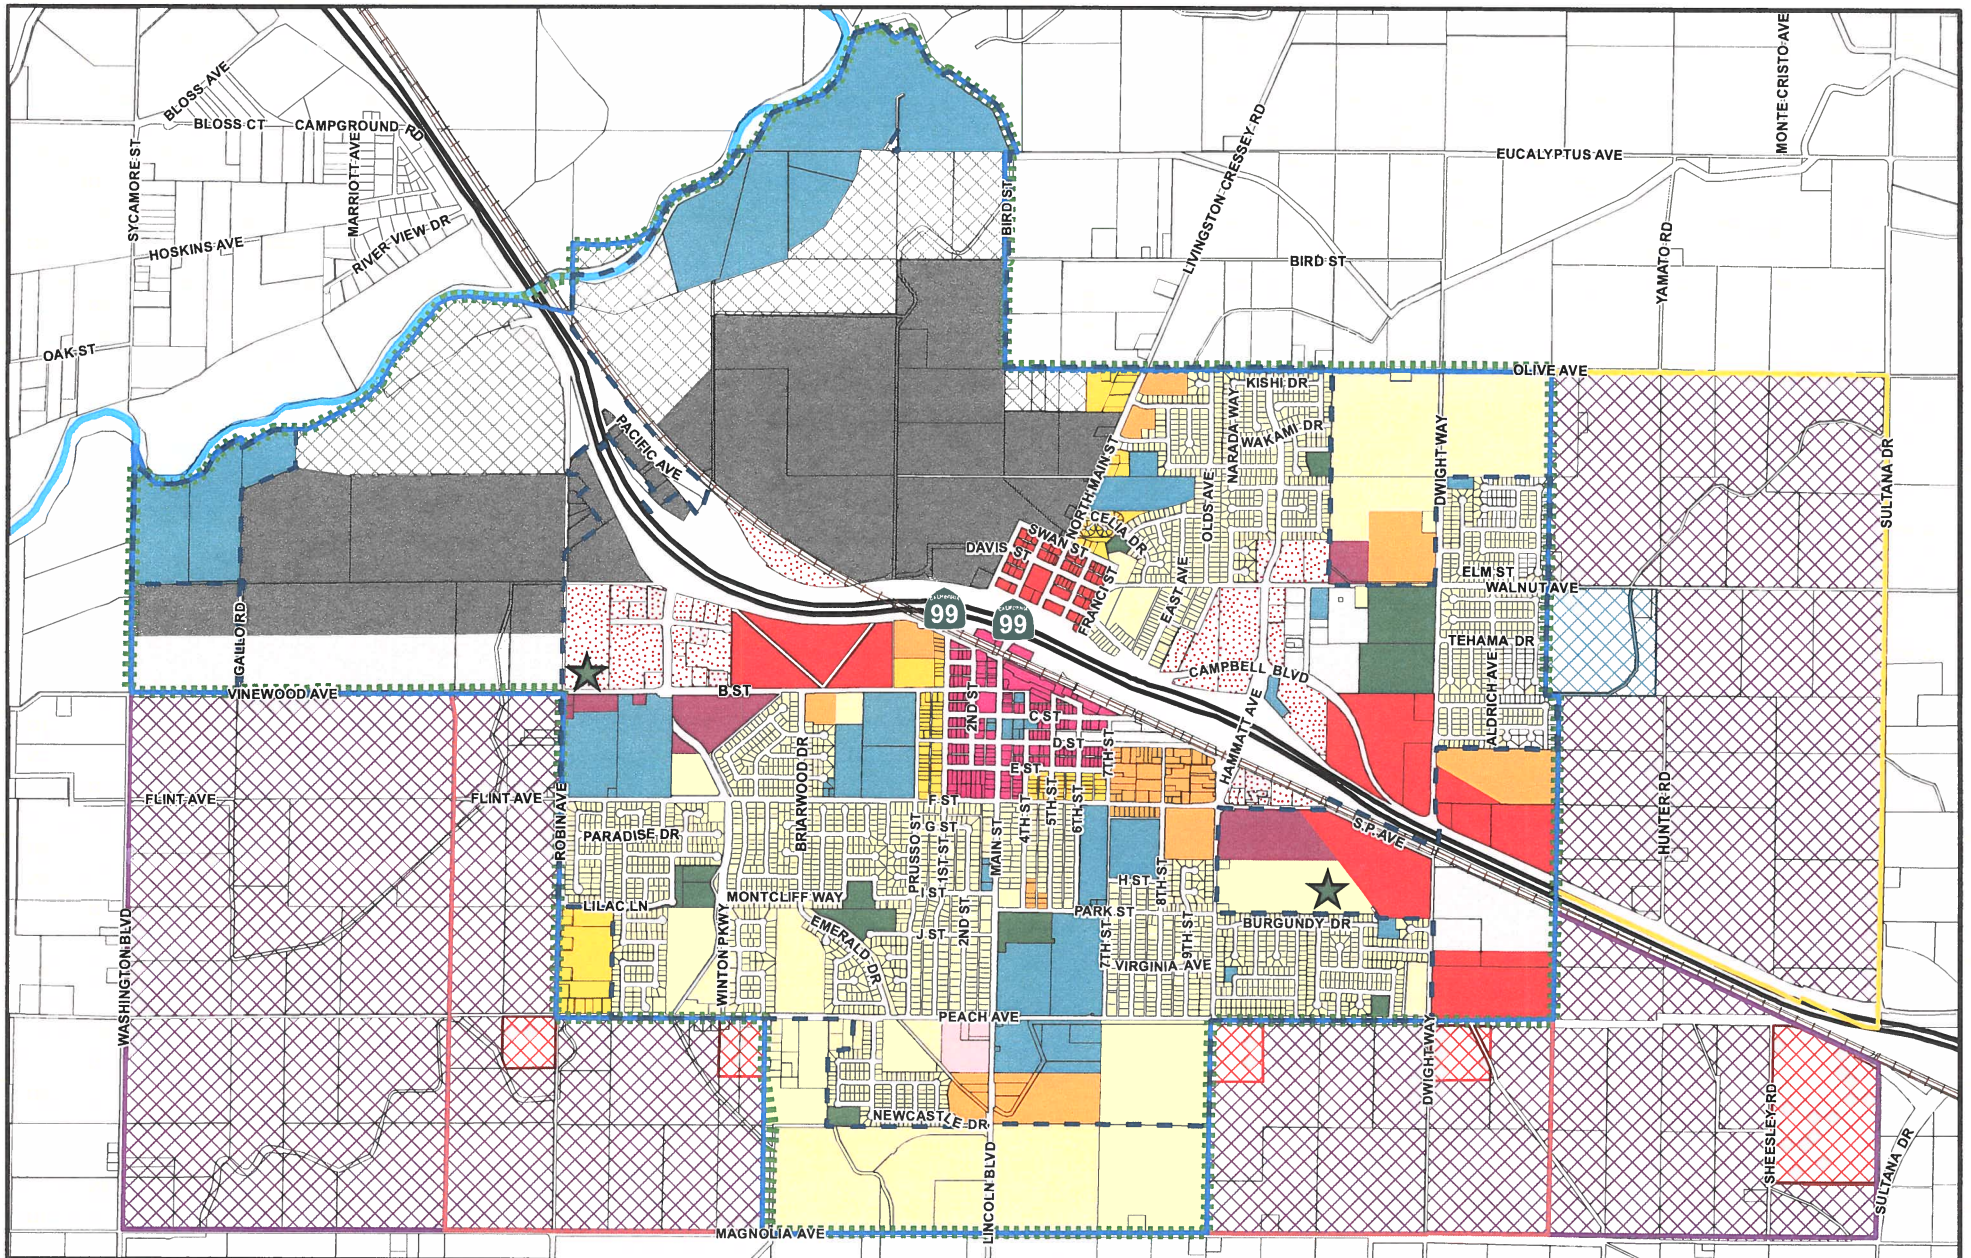 MONTE CRISTO AVE
BLOSS AVE
BLOSS CT
CAMPGROUND RD
SYCAMORE ST
MARRIOT AVE
HOSKINS AVE
RIVER VIEW DR
OAK ST
LIVINGSTON-CRESSEY RD
EUCALYPTUS AVE
BIRD ST
BIRD ST
YAMATO RD
OLIVE AVE
KISHI DR
NARADA WAY
WAKAMI DR
DWIGHT WAY
SULTANA DR
PACIFIC AVE
NORTH MAIN ST
OLDS AVE
CELIA DR
SWAN ST
DAVIS ST
FRANCI ST
EAST AVE
ELM ST
WALNUT AVE
99
99
TEHAMA DR
GALLO RD
CAMPBELL BLVD
ALDRICH AVE
VINEWOOD AVE
B ST
2ND ST
C ST
D ST
E ST
7TH ST
HAMMATT AVE
BRIARWOOD DR
FLINT AVE
FLINT AVE
F ST
4TH ST
5TH ST
6TH ST
HUNTER RD
ROBIN AVE
PARADISE DR
PRUSSO ST
G ST
1ST ST
MAIN ST
S.P. AVE
H ST
8TH ST
I ST
MONTCLIFF WAY
LILAC LN
PARK ST
BURGUNDY DR
WASHINGTON BLVD
WINTON PKWY
EMERALD DR
J ST
2ND ST
7TH ST
9TH ST
VIRGINIA AVE
PEACH AVE
DWIGHT WAY
NEWCASTLE DR
SHEESLEY RD
SULTANA DR
LINCOLN BLVD
MAGNOLIA AVE